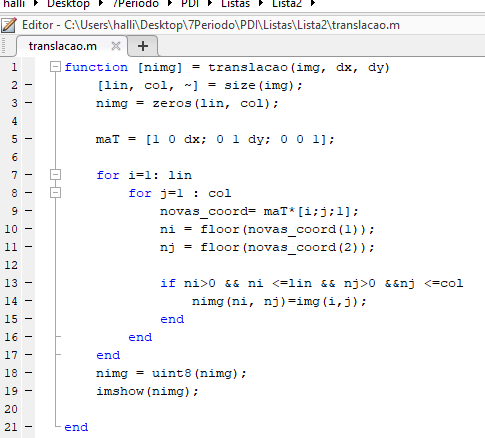 halli Desktop 7Periodo PDI Listas Lista2
Editor - C:\Users\halli\Desktop\7Periodo\PDI\Listas\Lista2\translacao.m
translacao.m × +
1 function [nimg] = translacao(img, dx, dy)
2 - [lin, col, ~] = size(img);
3 - nimg = zeros(lin, col);
4
5 - maT = [1 0 dx; 0 1 dy; 0 0 1];
6
7 - for i=1: lin
8 - for j=1 : col
9 - novas_coord= maT*[i;j;1];
10 - ni = floor(novas_coord(1));
11 - nj = floor(novas_coord(2));
12
13 - if ni>0 && ni <=lin && nj>0 &&nj <=col
14 - nimg(ni, nj)=img(i,j);
15 - end
16 - end
17 - end
18 - nimg = uint8(nimg);
19 - imshow(nimg);
20
21 - end